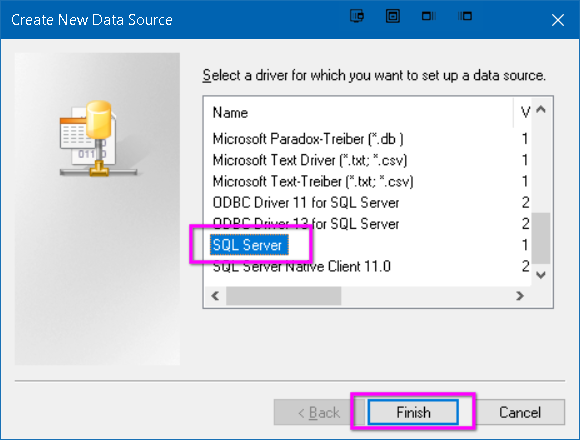 Create New Data Source
Select a driver for which you want to set up a data source.
Name V
Microsoft Paradox-Treiber (*.db ) 1
Microsoft Text Driver (*.txt; *.csv) 1
Microsoft Text-Treiber (*.txt; *.csv) 1
ODBC Driver 11 for SQL Server 2
ODBC Driver 13 for SQL Server 2
SQL Server 1
SQL Server Native Client 11.0 2
< Back Finish Cancel